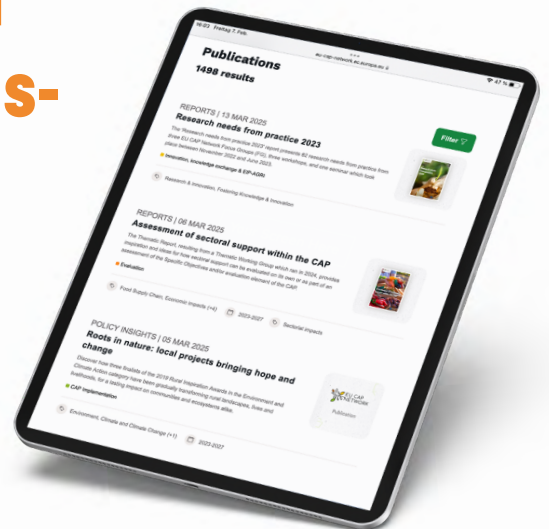 s-
16:03 Freitag 7. Feb.
eu-cap-network.ec.europa.eu
47 %
Publications
1498 results
Filter
REPORTS | 13 MAR 2025
Research needs from practice 2023
The 'Research needs from practice 2023' report presents 82 research needs from practice from
three EU CAP Network Focus Groups (FG), three workshops, and one seminar which took
place between November 2022 and June 2023.
Innovation, knowledge exchange & EIP-AGRI
Research & Innovation, Fostering Knowledge & Innovation
REPORTS | 06 MAR 2025
Assessment of sectoral support within the CAP
The Thematic Report, resulting from a Thematic Working Group which ran in 2024, provides
inspiration and ideas for how sectoral support can be evaluated on its own or as part of an
assessment of the Specific Objectives and/or evaluation element of the CAP.
Evaluation
Food Supply Chain, Economic Impacts (+4) 2023-2027 Sectorial impacts
POLICY INSIGHTS | 05 MAR 2025
Roots in nature: local projects bringing hope and
change
Discover how three finalists of the 2019 Rural Inspiration Awards in the Environment and
Climate Action category have been gradually transforming rural landscapes, lives and
livelihoods, for a lasting impact on communities and ecosystems alike.
EU CAP
NETWORK
Publication
CAP Implementation
Environment, Climate and Climate Change (+1) 2023-2027